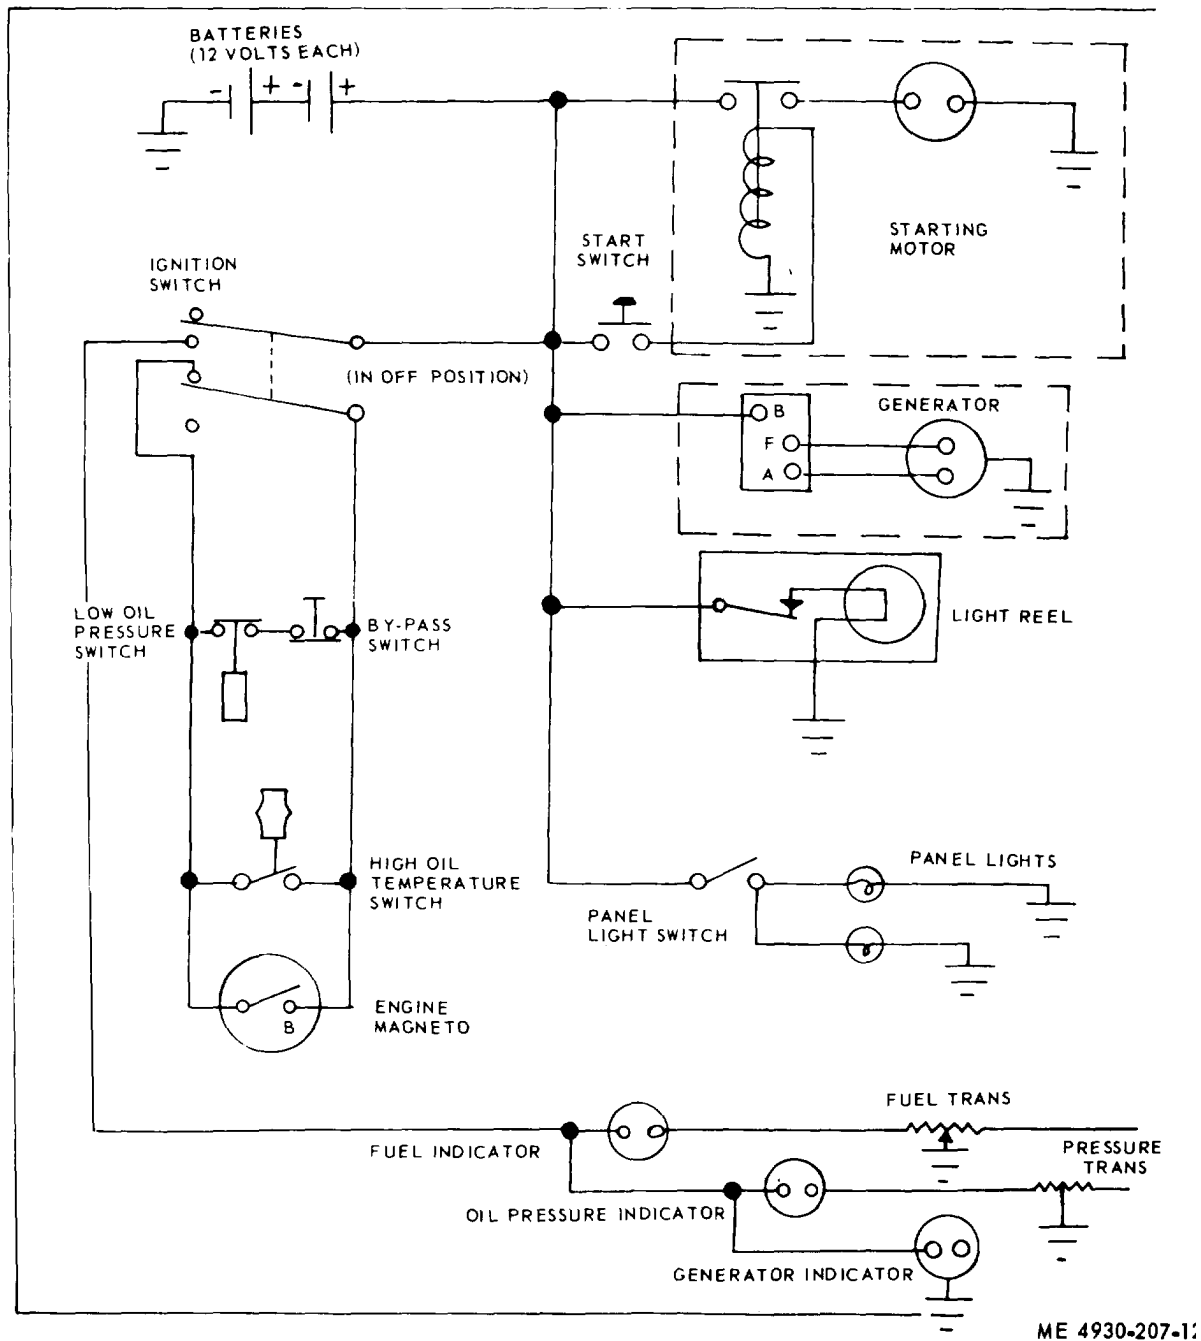 BATTERIES
(12 VOLTS EACH)
- + - +
STARTING
MOTOR
START
SWITCH
IGNITION
SWITCH
(IN OFF POSITION)
GENERATOR
B
F
A
LOW OIL
PRESSURE
SWITCH
BY-PASS
SWITCH
LIGHT REEL
HIGH OIL
TEMPERATURE
SWITCH
PANEL LIGHTS
PANEL
LIGHT SWITCH
B
ENGINE
MAGNETO
FUEL TRANS
FUEL INDICATOR
PRESSURE
TRANS
OIL PRESSURE INDICATOR
GENERATOR INDICATOR
ME 4930-207-12